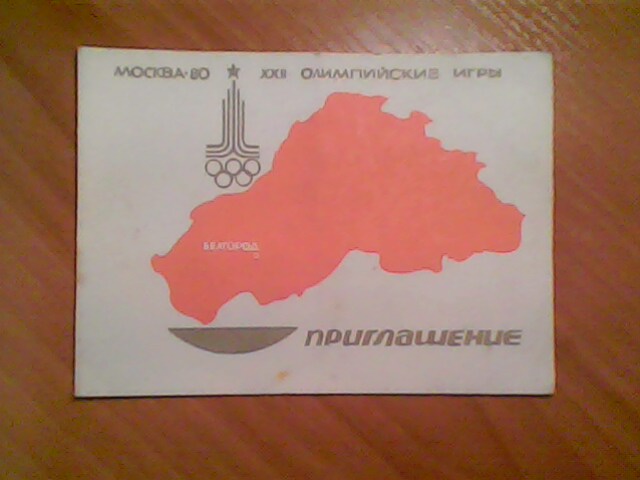 МОСКВА·80 XXII ОЛИМПИЙСКИЕ ИГРЫ
БЕЛГОРОД
ПРИГЛАШЕНИЕ